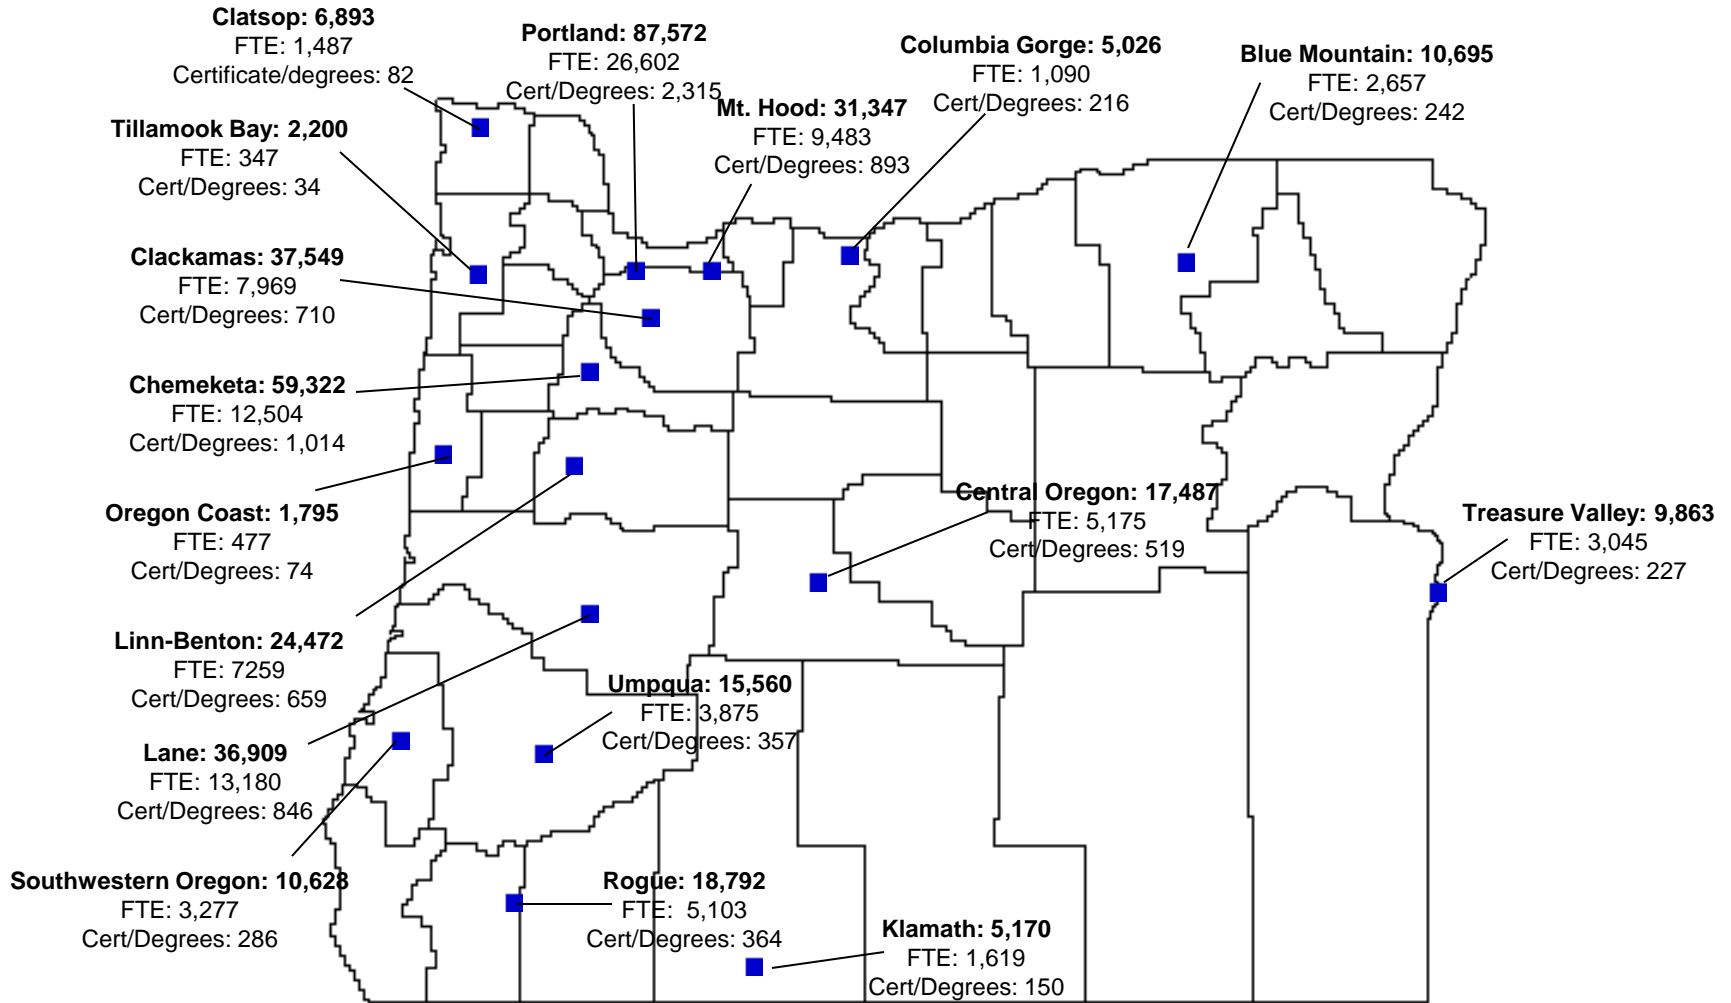 Clatsop: 6,893
FTE: 1,487
Certificate/degrees: 82
Portland: 87,572
FTE: 26,602
Cert/Degrees: 2,315
Mt. Hood: 31,347
FTE: 9,483
Cert/Degrees: 893
Columbia Gorge: 5,026
FTE: 1,090
Cert/Degrees: 216
Blue Mountain: 10,695
FTE: 2,657
Cert/Degrees: 242
Tillamook Bay: 2,200
FTE: 347
Cert/Degrees: 34
Clackamas: 37,549
FTE: 7,969
Cert/Degrees: 710
Chemeketa: 59,322
FTE: 12,504
Cert/Degrees: 1,014
Oregon Coast: 1,795
FTE: 477
Cert/Degrees: 74
Central Oregon: 17,487
FTE: 5,175
Cert/Degrees: 519
Treasure Valley: 9,863
FTE: 3,045
Cert/Degrees: 227
Linn-Benton: 24,472
FTE: 7259
Cert/Degrees: 659
Umpqua: 15,560
FTE: 3,875
Cert/Degrees: 357
Lane: 36,909
FTE: 13,180
Cert/Degrees: 846
Southwestern Oregon: 10,628
FTE: 3,277
Cert/Degrees: 286
Rogue: 18,792
FTE:  5,103
Cert/Degrees: 364
Klamath: 5,170
FTE: 1,619
Cert/Degrees: 150